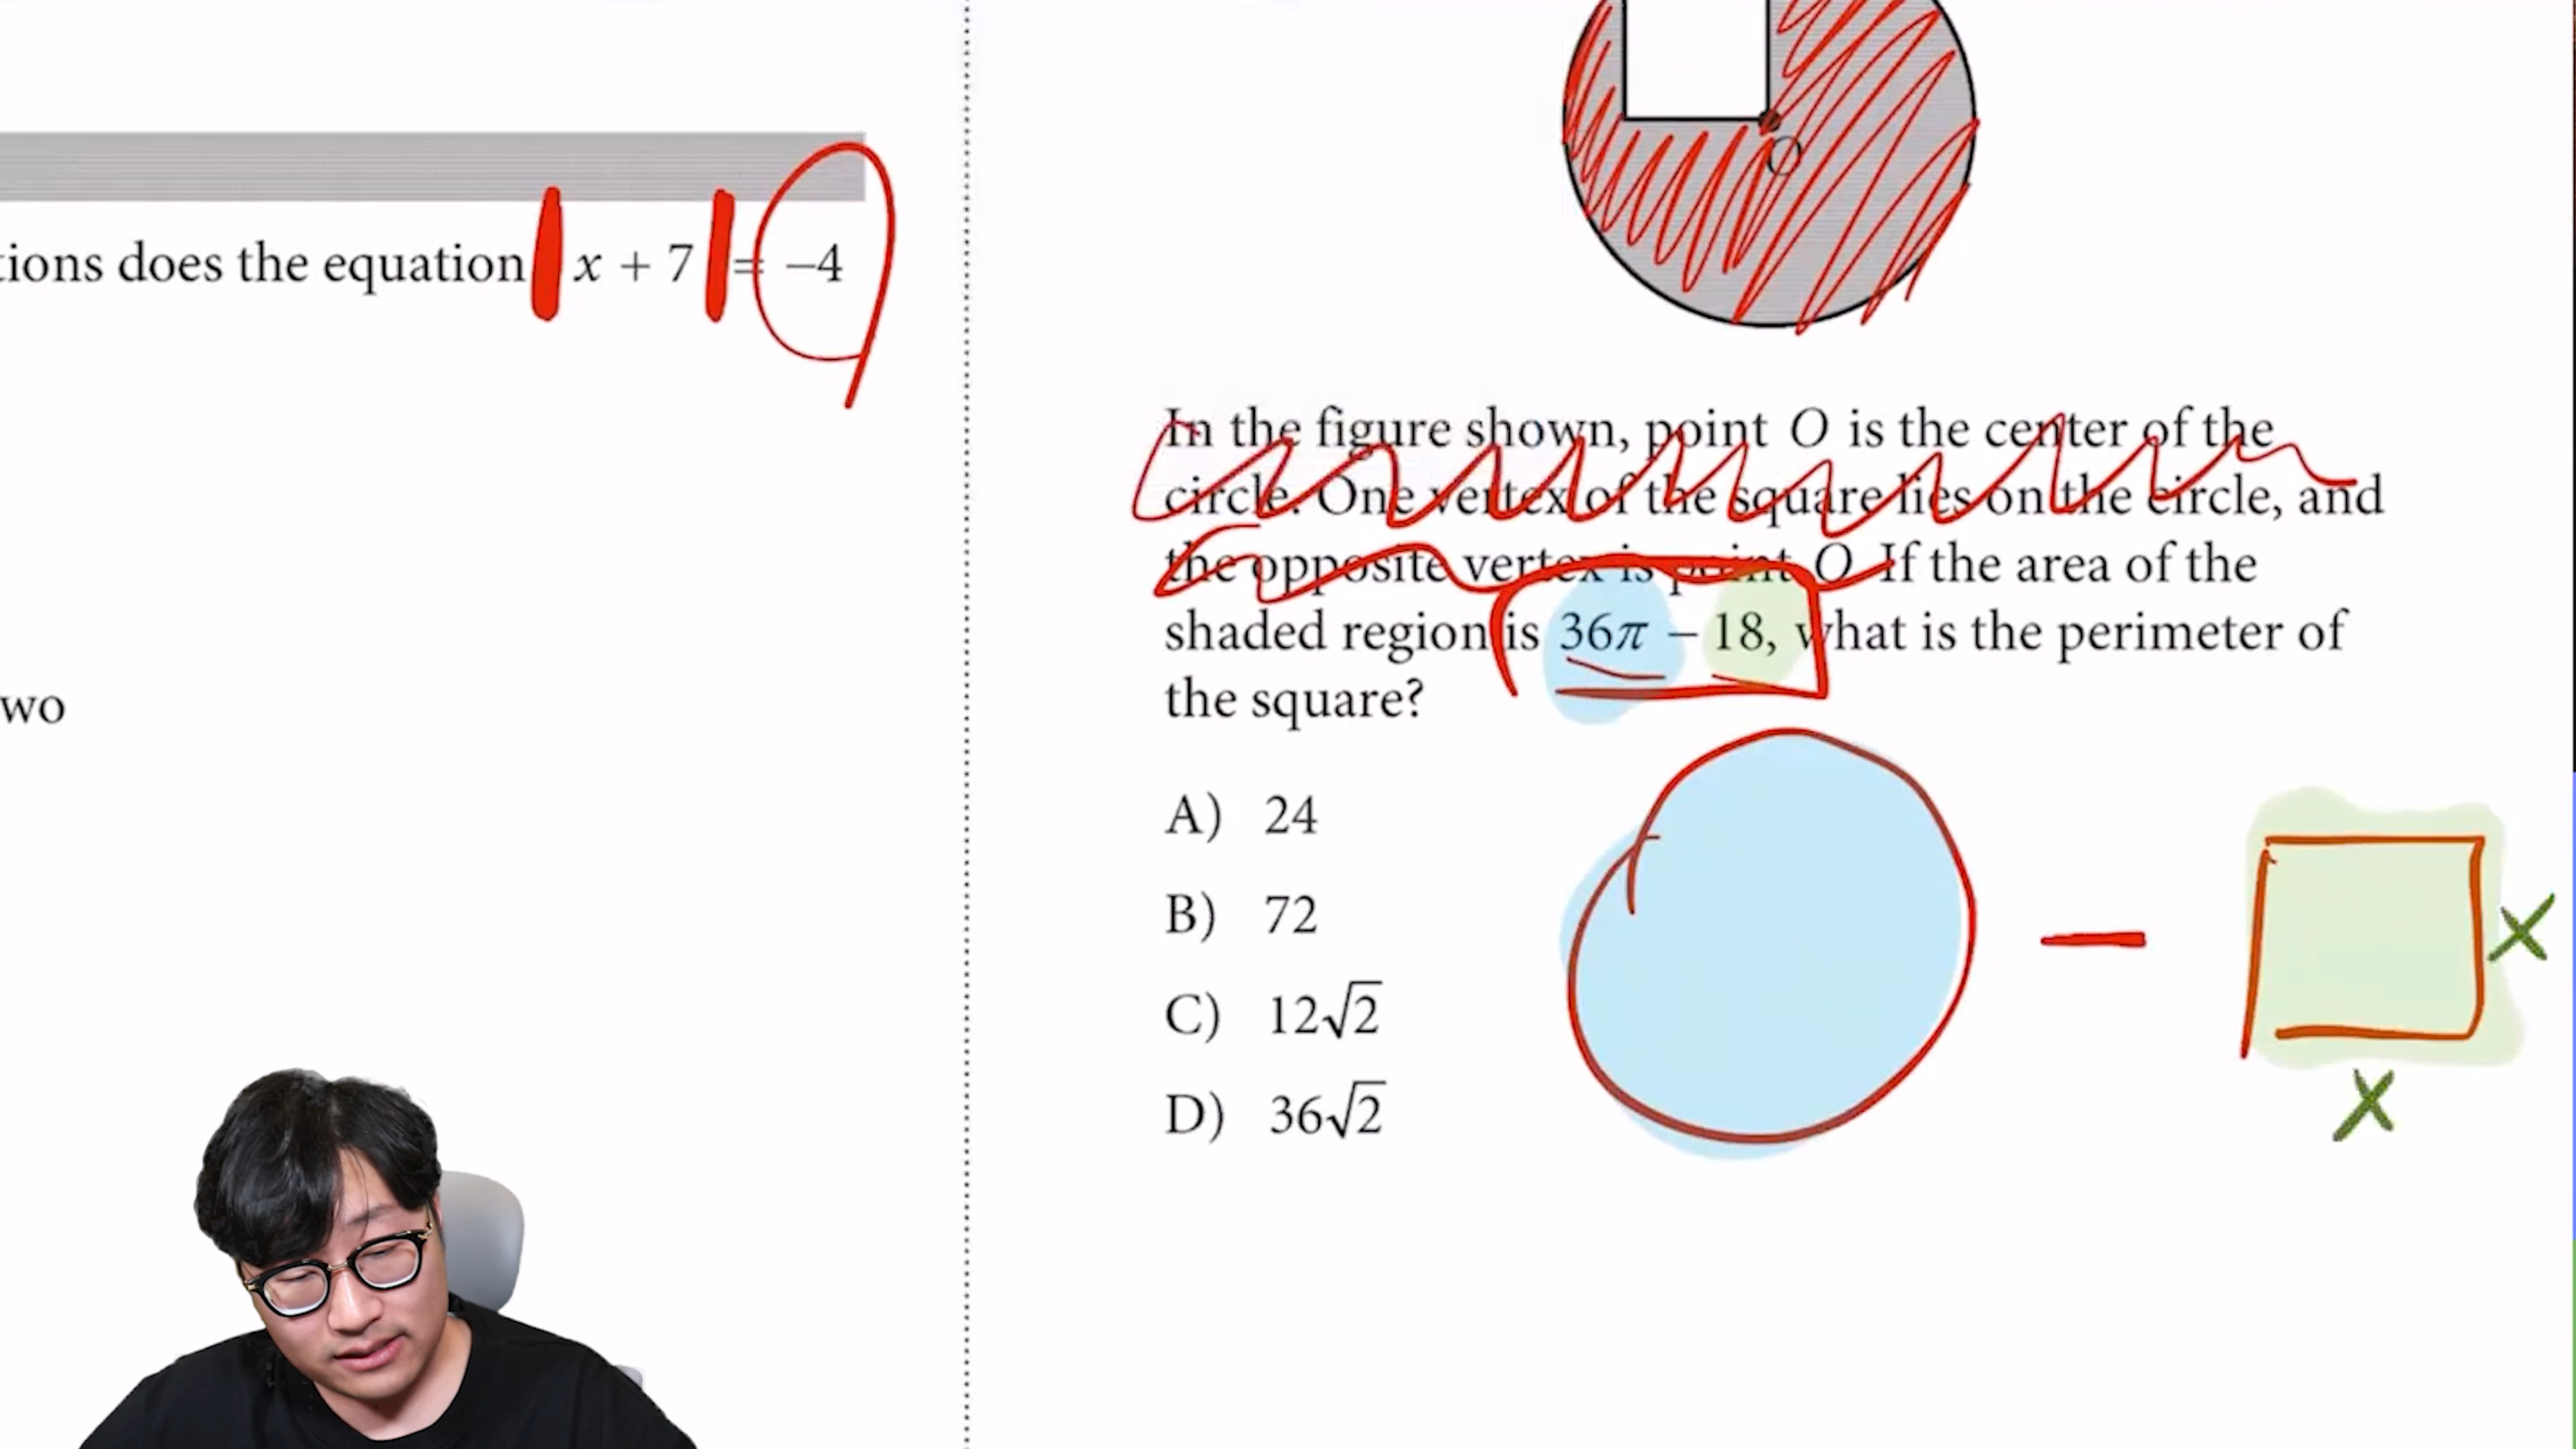 tions does the equation | x + 7 | = −4
wo
O
In the figure shown, point O is the center of the
circle. One vertex of the square lies on the circle, and
the opposite vertex is point O. If the area of the
shaded region is 36π − 18, what is the perimeter of
the square?
A) 24
B) 72
C) 12√2
D) 36√2
−
x
x